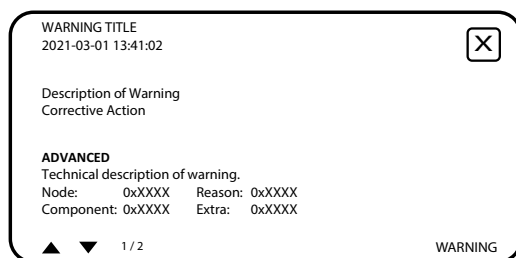 WARNING TITLE
2021-03-01 13:41:02
X
Description of Warning
Corrective Action
ADVANCED
Technical description of warning.
Node: 0xXXXX Reason: 0xXXXX
Component: 0xXXXX Extra: 0xXXXX
1 / 2
WARNING